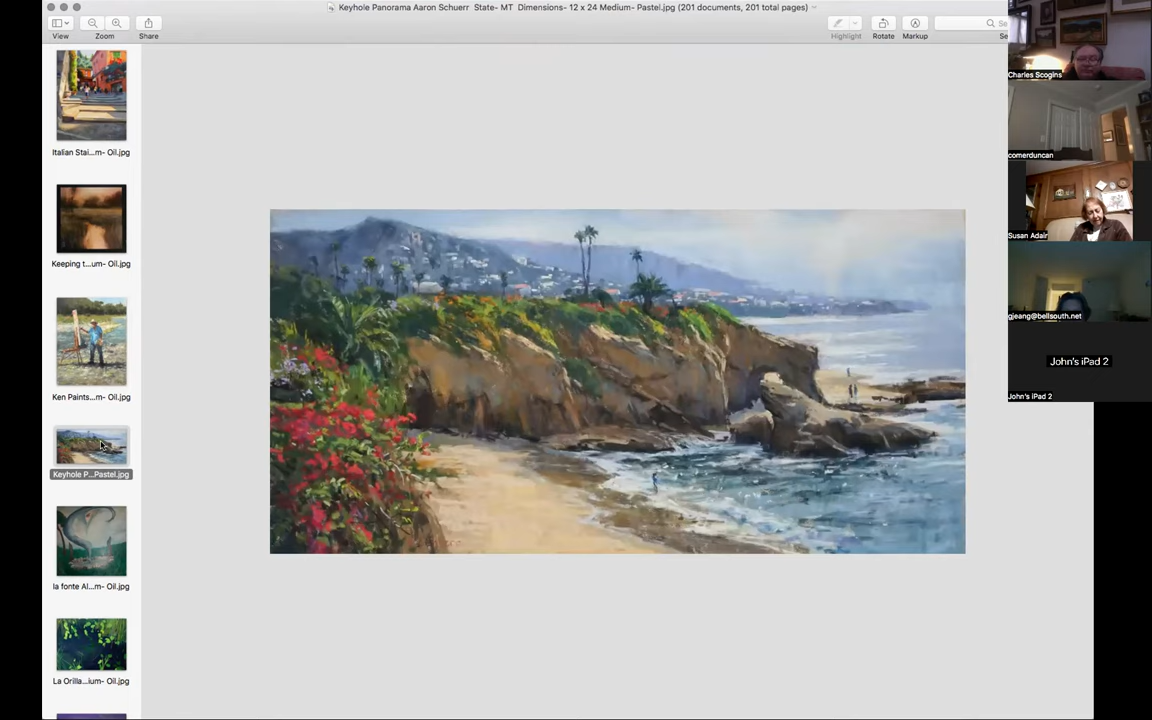 Keyhole Panorama Aaron Schuerr  State- MT  Dimensions- 12 x 24 Medium- Pastel.jpg (201 documents, 201 total pages)
View
Zoom
Share
Highlight
Rotate
Markup
Se
Se
Italian Stai...m- Oil.jpg
Keeping t...um- Oil.jpg
Ken Paints...m- Oil.jpg
Keyhole P...Pastel.jpg
la fonte Al...m- Oil.jpg
La Orilla...ium- Oil.jpg
Charles Scogins
comerduncan
Susan Adair
gjeang@bellsouth.net
John's iPad 2
John's iPad 2